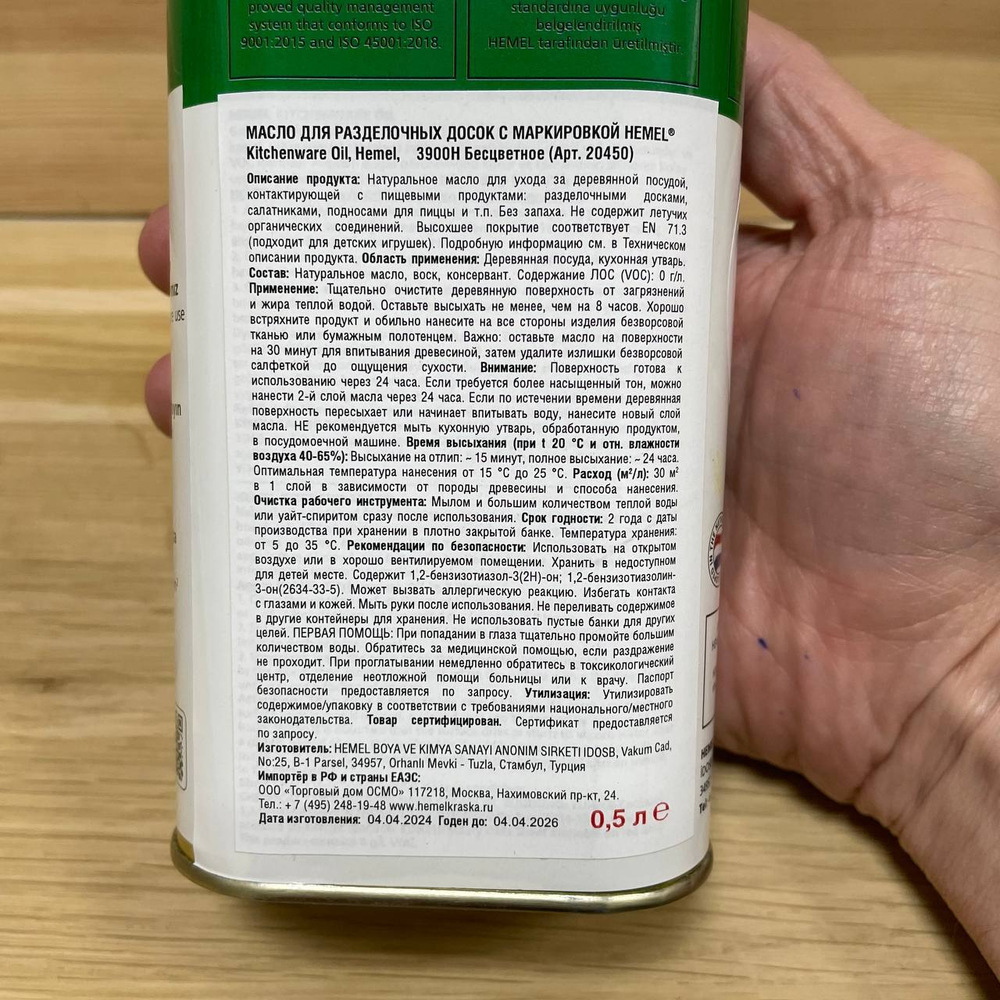 proved quality management
system that conforms to ISO
9001:2015 and ISO 45001:2018.
standardına uygunluğu
belgelendirilmiş
HEMEL tarafından üretilmiştir.
МАСЛО ДЛЯ РАЗДЕЛОЧНЫХ ДОСОК С МАРКИРОВКОЙ HEMEL®
Kitchenware Oil, Hemel, 3900H Бесцветное (Арт. 20450)
Описание продукта: Натуральное масло для ухода за деревянной посудой,
контактирующей с пищевыми продуктами: разделочными досками,
салатниками, подносами для пиццы и т.п. Без запаха. Не содержит летучих
органических соединений. Высохшее покрытие соответствует EN 71.3
(подходит для детских игрушек). Подробную информацию см. в Техническом
описании продукта. Область применения: Деревянная посуда, кухонная утварь.
Состав: Натуральное масло, воск, консервант. Содержание ЛОС (VOC): 0 г/л.
Применение: Тщательно очистите деревянную поверхность от загрязнений
и жира теплой водой. Оставьте высыхать не менее, чем на 8 часов. Хорошо
встряхните продукт и обильно нанесите на все стороны изделия безворсовой
тканью или бумажным полотенцем. Важно: оставьте масло на поверхности
на 30 минут для впитывания древесиной, затем удалите излишки безворсовой
салфеткой до ощущения сухости. Внимание: Поверхность готова к
использованию через 24 часа. Если требуется более насыщенный тон, можно
нанести 2-й слой масла через 24 часа. Если по истечении времени деревянная
поверхность пересыхает или начинает впитывать воду, нанесите новый слой
масла. НЕ рекомендуется мыть кухонную утварь, обработанную продуктом,
в посудомоечной машине. Время высыхания (при t 20 °C и отн. влажности
воздуха 40-65%): Высыхание на отлип: ~ 15 минут, полное высыхание: ~ 24 часа.
Оптимальная температура нанесения от 15 °C до 25 °C. Расход (м²/л): 30 м²
в 1 слой в зависимости от породы древесины и способа нанесения.
Очистка рабочего инструмента: Мылом и большим количеством теплой воды
или уайт-спиритом сразу после использования. Срок годности: 2 года с даты
производства при хранении в плотно закрытой банке. Температура хранения:
от 5 до 35 °C. Рекомендации по безопасности: Использовать на открытом
воздухе или в хорошо вентилируемом помещении. Хранить в недоступном
для детей месте. Содержит 1,2-бензизотиазол-3(2H)-он; 1,2-бензизотиазолин-
3-он(2634-33-5). Может вызвать аллергическую реакцию. Избегать контакта
с глазами и кожей. Мыть руки после использования. Не переливать содержимое
в другие контейнеры для хранения. Не использовать пустые банки для других
целей. ПЕРВАЯ ПОМОЩЬ: При попадании в глаза тщательно промойте большим
количеством воды. Обратитесь за медицинской помощью, если раздражение
не проходит. При проглатывании немедленно обратитесь в токсикологический
центр, отделение неотложной помощи больницы или к врачу. Паспорт
безопасности предоставляется по запросу. Утилизация: Утилизировать
содержимое/упаковку в соответствии с требованиями национального/местного
законодательства. Товар сертифицирован. Сертификат предоставляется
по запросу.
Изготовитель: HEMEL BOYA VE KIMYA SANAYI ANONIM SIRKETI IDOSB, Vakum Cad,
No:25, B-1 Parsel, 34957, Orhanlı Mevki - Tuzla, Стамбул, Турция
Импортёр в РФ и страны ЕАЭС:
ООО «Торговый дом ОСМО» 117218, Москва, Нахимовский пр-кт, 24.
Тел.: + 7 (495) 248-19-48 www.hemelkraska.ru
Дата изготовления: 04.04.2024 Годен до: 04.04.2026
0,5 л e